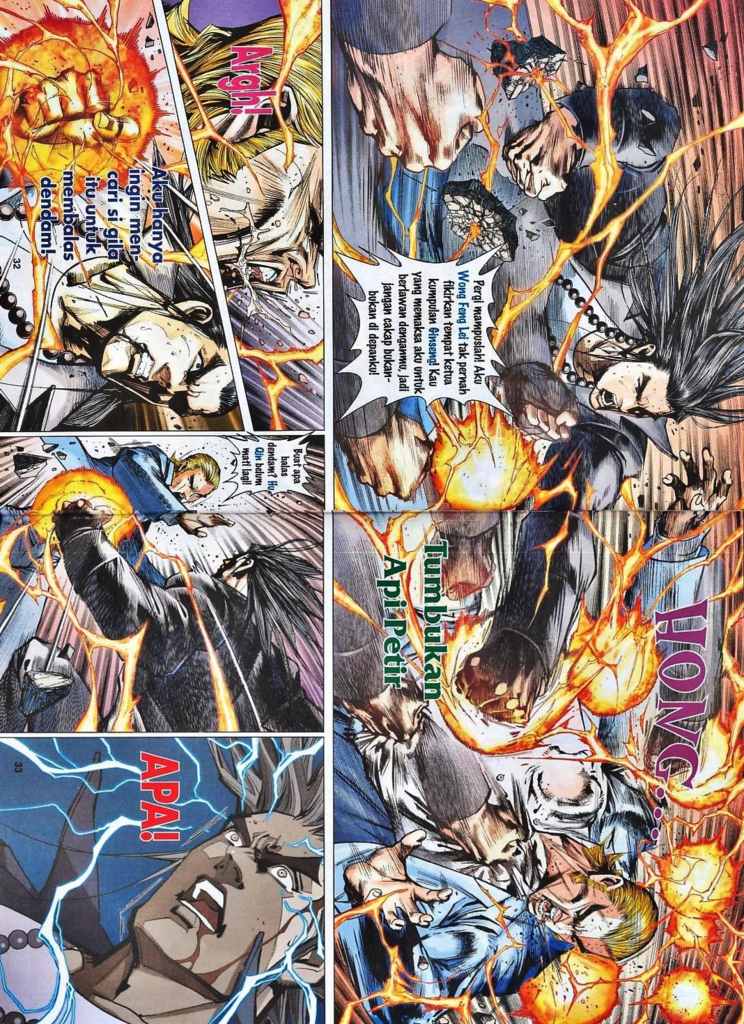 Pergi mampuslah! Aku
Wong Feng Lei tak pernah
fikirkan tempat ketua
kumpulan Ginseng! Kau
yang memaksa aku untuk
berlawan denganmu, jadi
jangan cakap bukan-
bukan di depanku!
HONG....
Tumbukan
Api Petir
Argh!
Aku hanya
ingin men-
cari si gila
itu untuk
membalas
dendam!
32
Buat apa
balas
dendam? Hu
Qin belum
mati lagi!
APA!
33